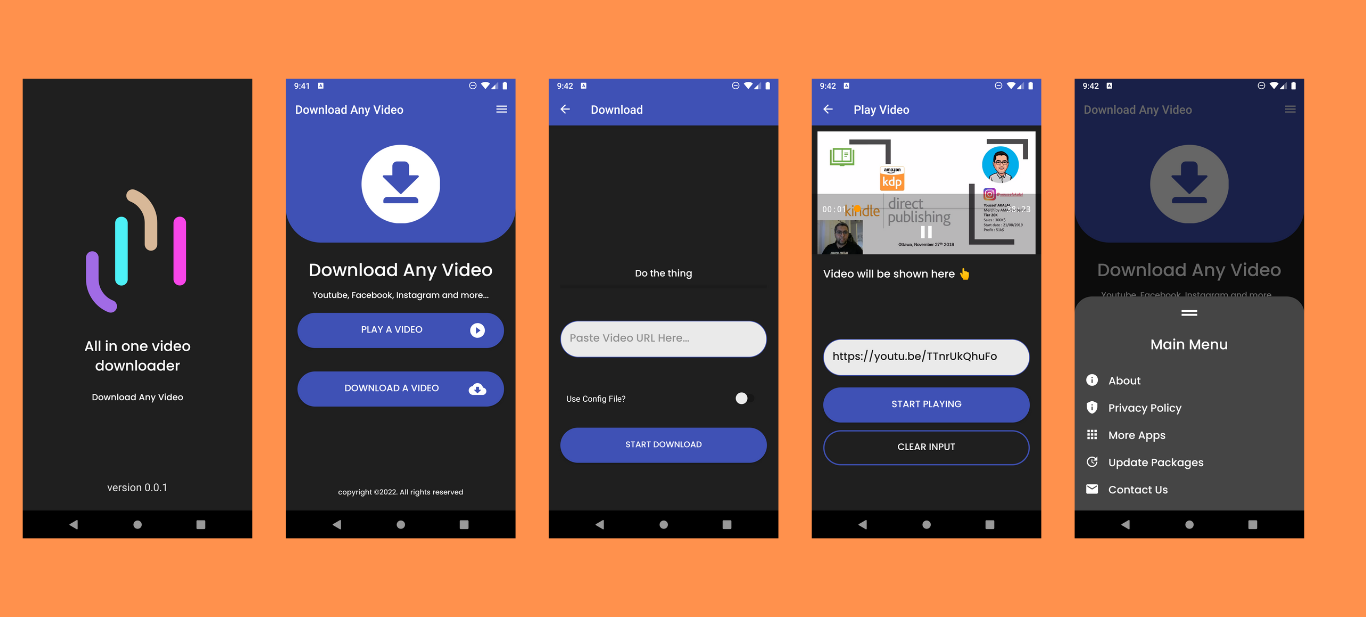 All in one video
downloader
Download Any Video
version 0.0.1
9:41
Download Any Video
Download Any Video
Youtube, Facebook, Instagram and more...
PLAY A VIDEO
DOWNLOAD A VIDEO
copyright ©2022. All rights reserved
9:42
Download
Do the thing
Paste Video URL Here...
Use Config File?
START DOWNLOAD
9:42
Play Video
amazon
kdp
kindle direct
publishing
Ottawa, November 27th 2019
Video will be shown here 👆
https://youtu.be/TTnrUkQhuFo
START PLAYING
CLEAR INPUT
9:42
Download Any Video
Download Any Video
Youtube, Facebook, Instagram and more...
Main Menu
About
Privacy Policy
More Apps
Update Packages
Contact Us